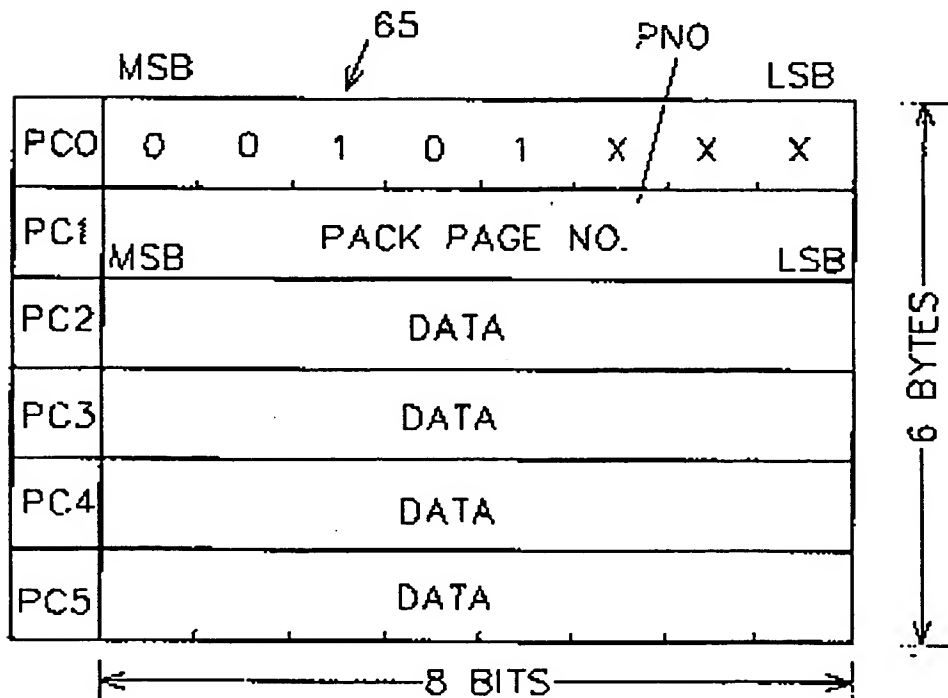 65
PNO
MSB LSB
PC0 0 0 1 0 1 X X X
PC1 PACK PAGE NO.
MSB LSB
PC2 DATA
PC3 DATA
PC4 DATA
PC5 DATA
6 BYTES
8 BITS